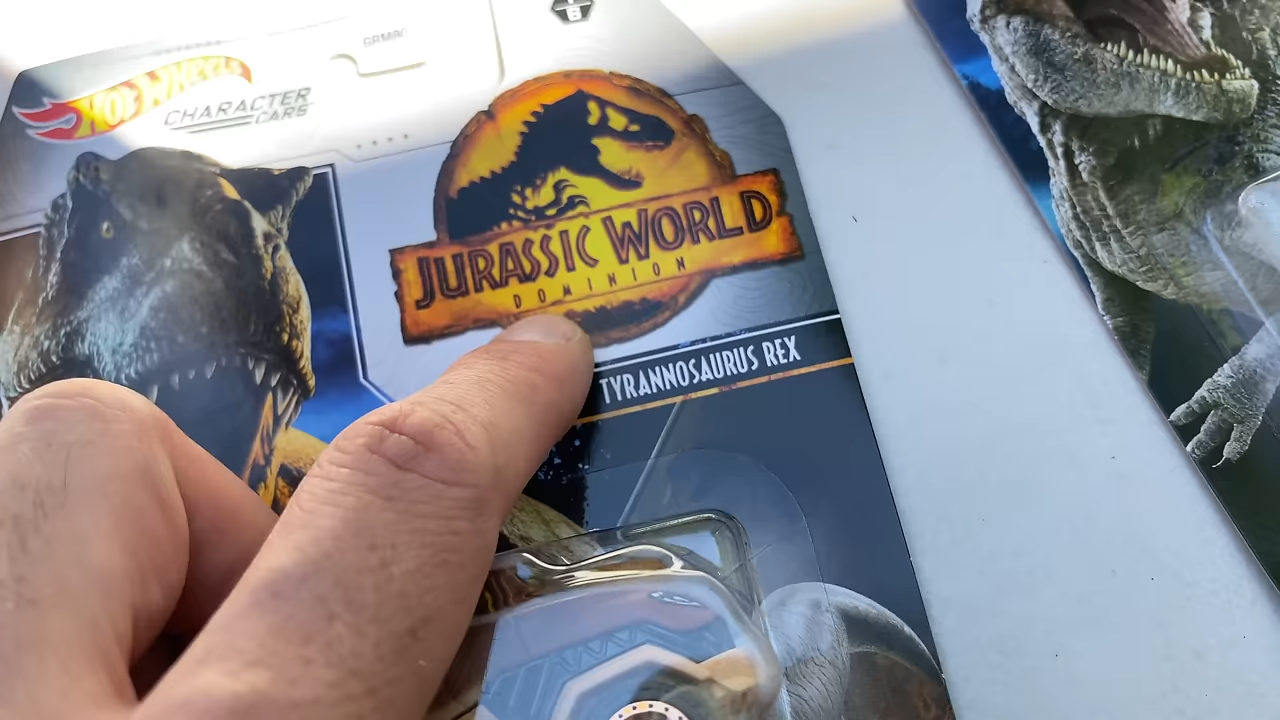 HOT WHEELS
CHARACTER
CARS
JURASSIC WORLD
DOMINION
TYRANNOSAURUS REX